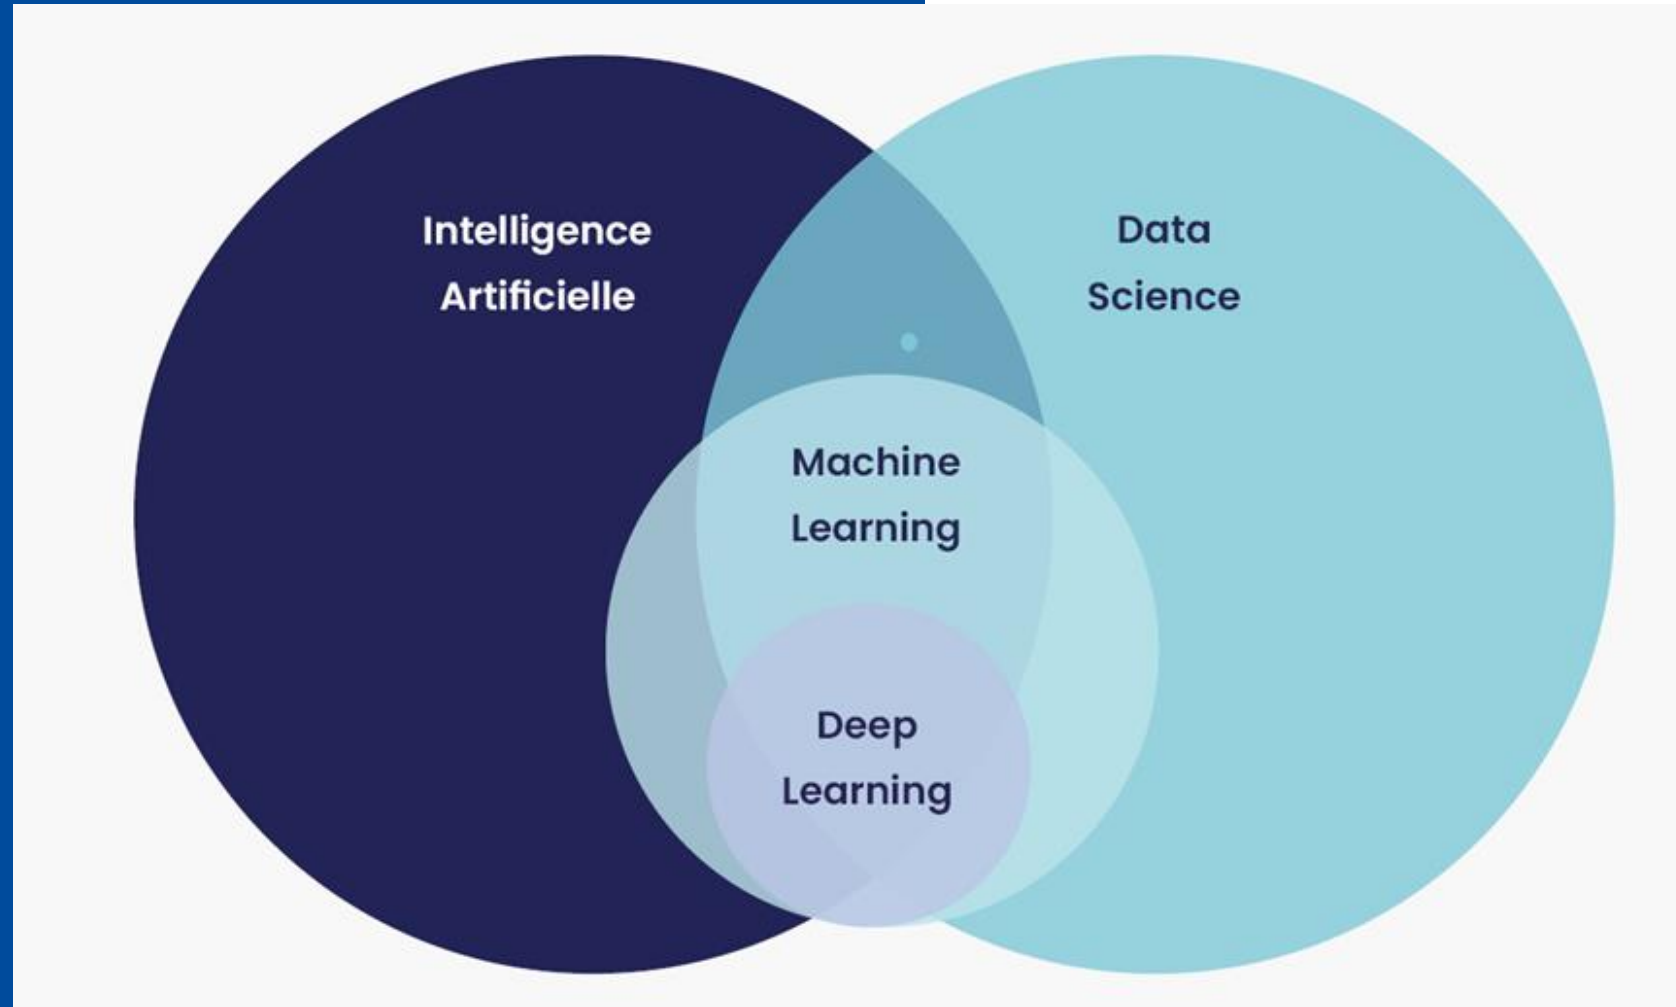 Intelligence
Artificielle
Data
Science
Machine
Learning
Deep
Learning